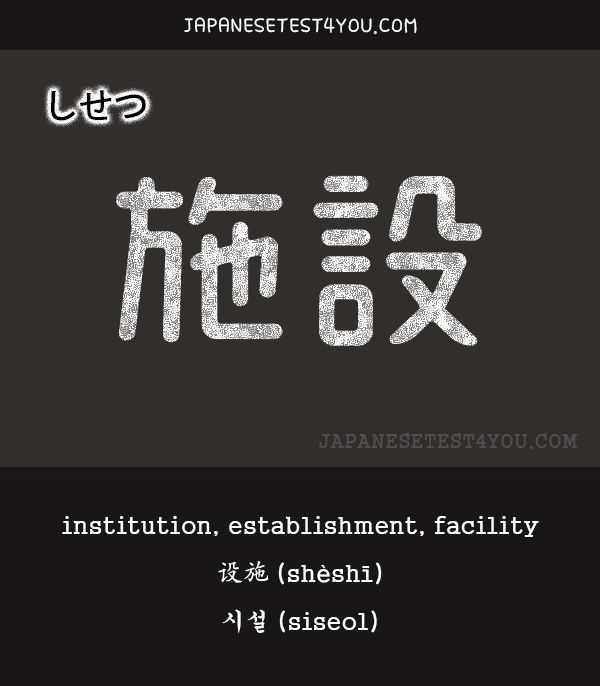 JAPANESETEST4YOU.COM
しせつ
施設
JAPANESETEST4YOU.COM
institution, establishment, facility
设施 (shèshī)
시설 (siseol)